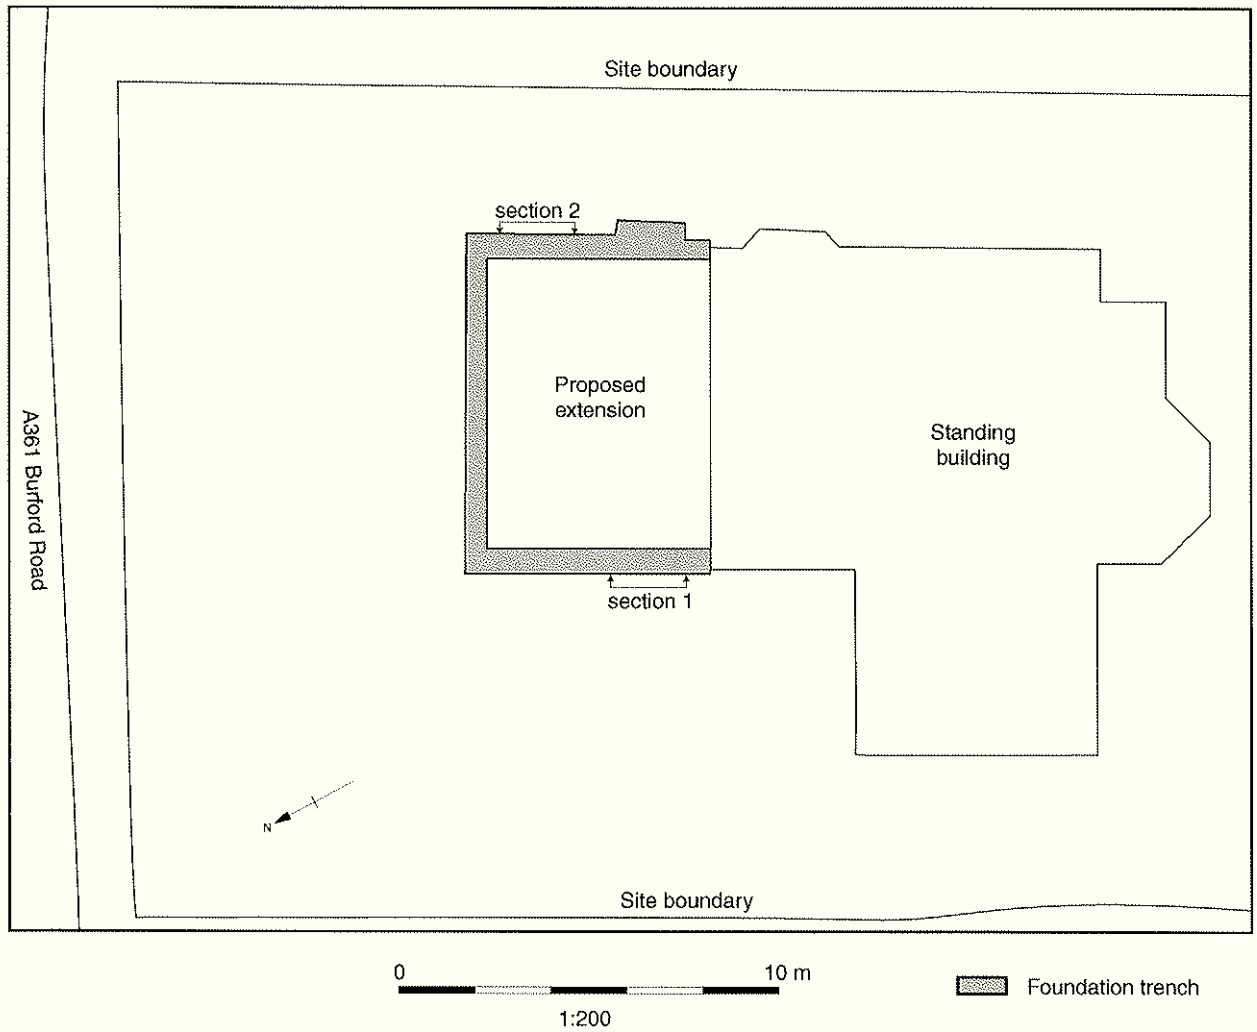 Site boundary
section 2
Proposed
extension
Standing
building
A361 Burford Road
section 1
N
Site boundary
0 10 m
1:200
Foundation trench